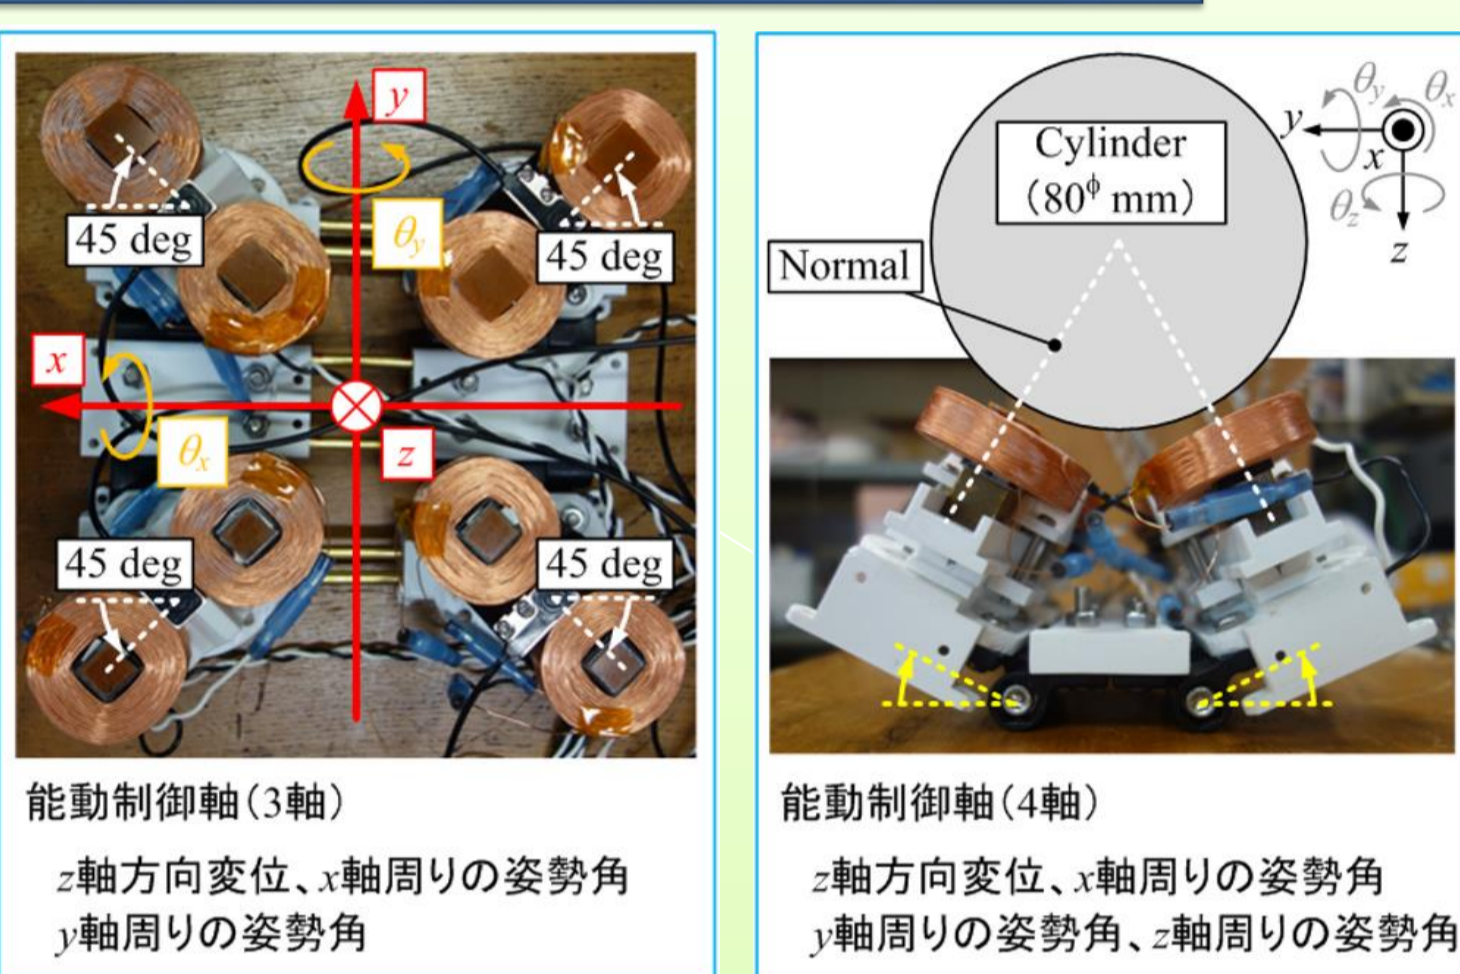 y
45 deg
θy
45 deg
x
θx
z
45 deg
45 deg
能動制御軸(3軸)
z軸方向変位、x軸周りの姿勢角
y軸周りの姿勢角
Cylinder
(80ϕ mm)
Normal
θy
θx
y
x
θz
z
能動制御軸(4軸)
z軸方向変位、x軸周りの姿勢角
y軸周りの姿勢角、z軸周りの姿勢角